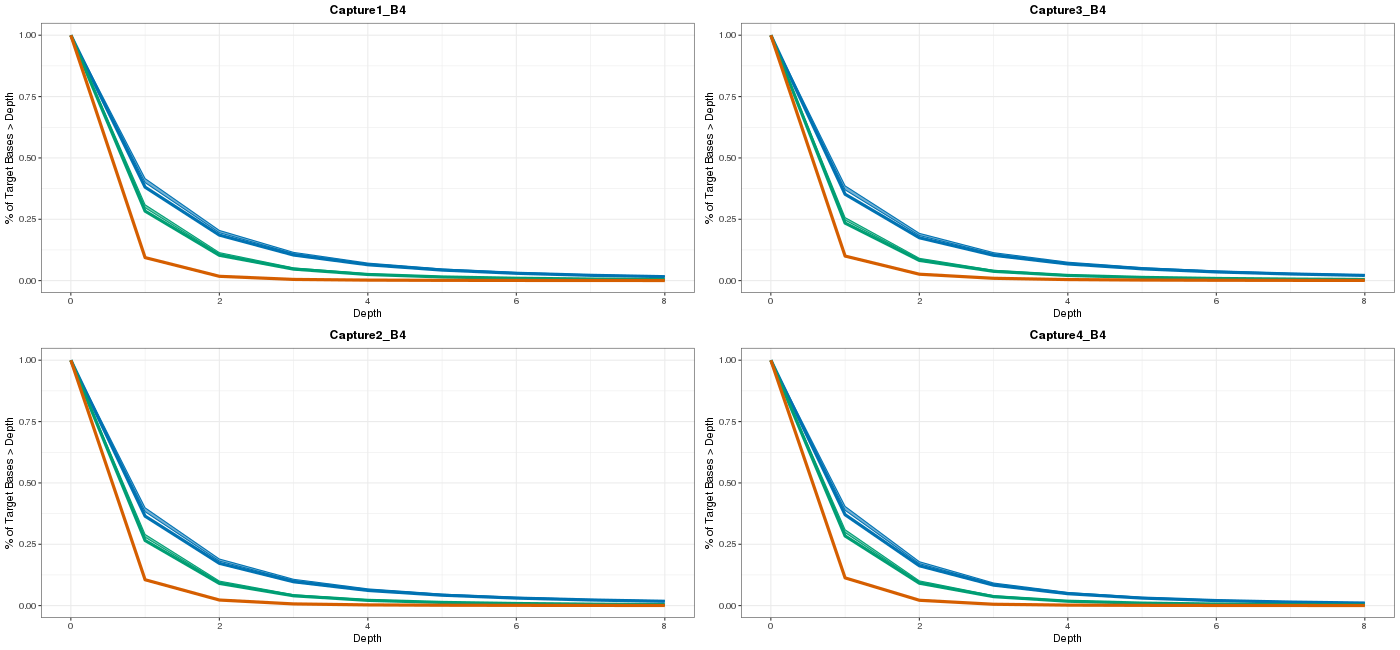 Capture1_B4
% of Target Bases > Depth
1.00
0.75
0.50
0.25
0.00
0 2 4 6 8
Depth
Capture3_B4
% of Target Bases > Depth
1.00
0.75
0.50
0.25
0.00
0 2 4 6 8
Depth
Capture2_B4
% of Target Bases > Depth
1.00
0.75
0.50
0.25
0.00
0 2 4 6 8
Depth
Capture4_B4
% of Target Bases > Depth
1.00
0.75
0.50
0.25
0.00
0 2 4 6 8
Depth